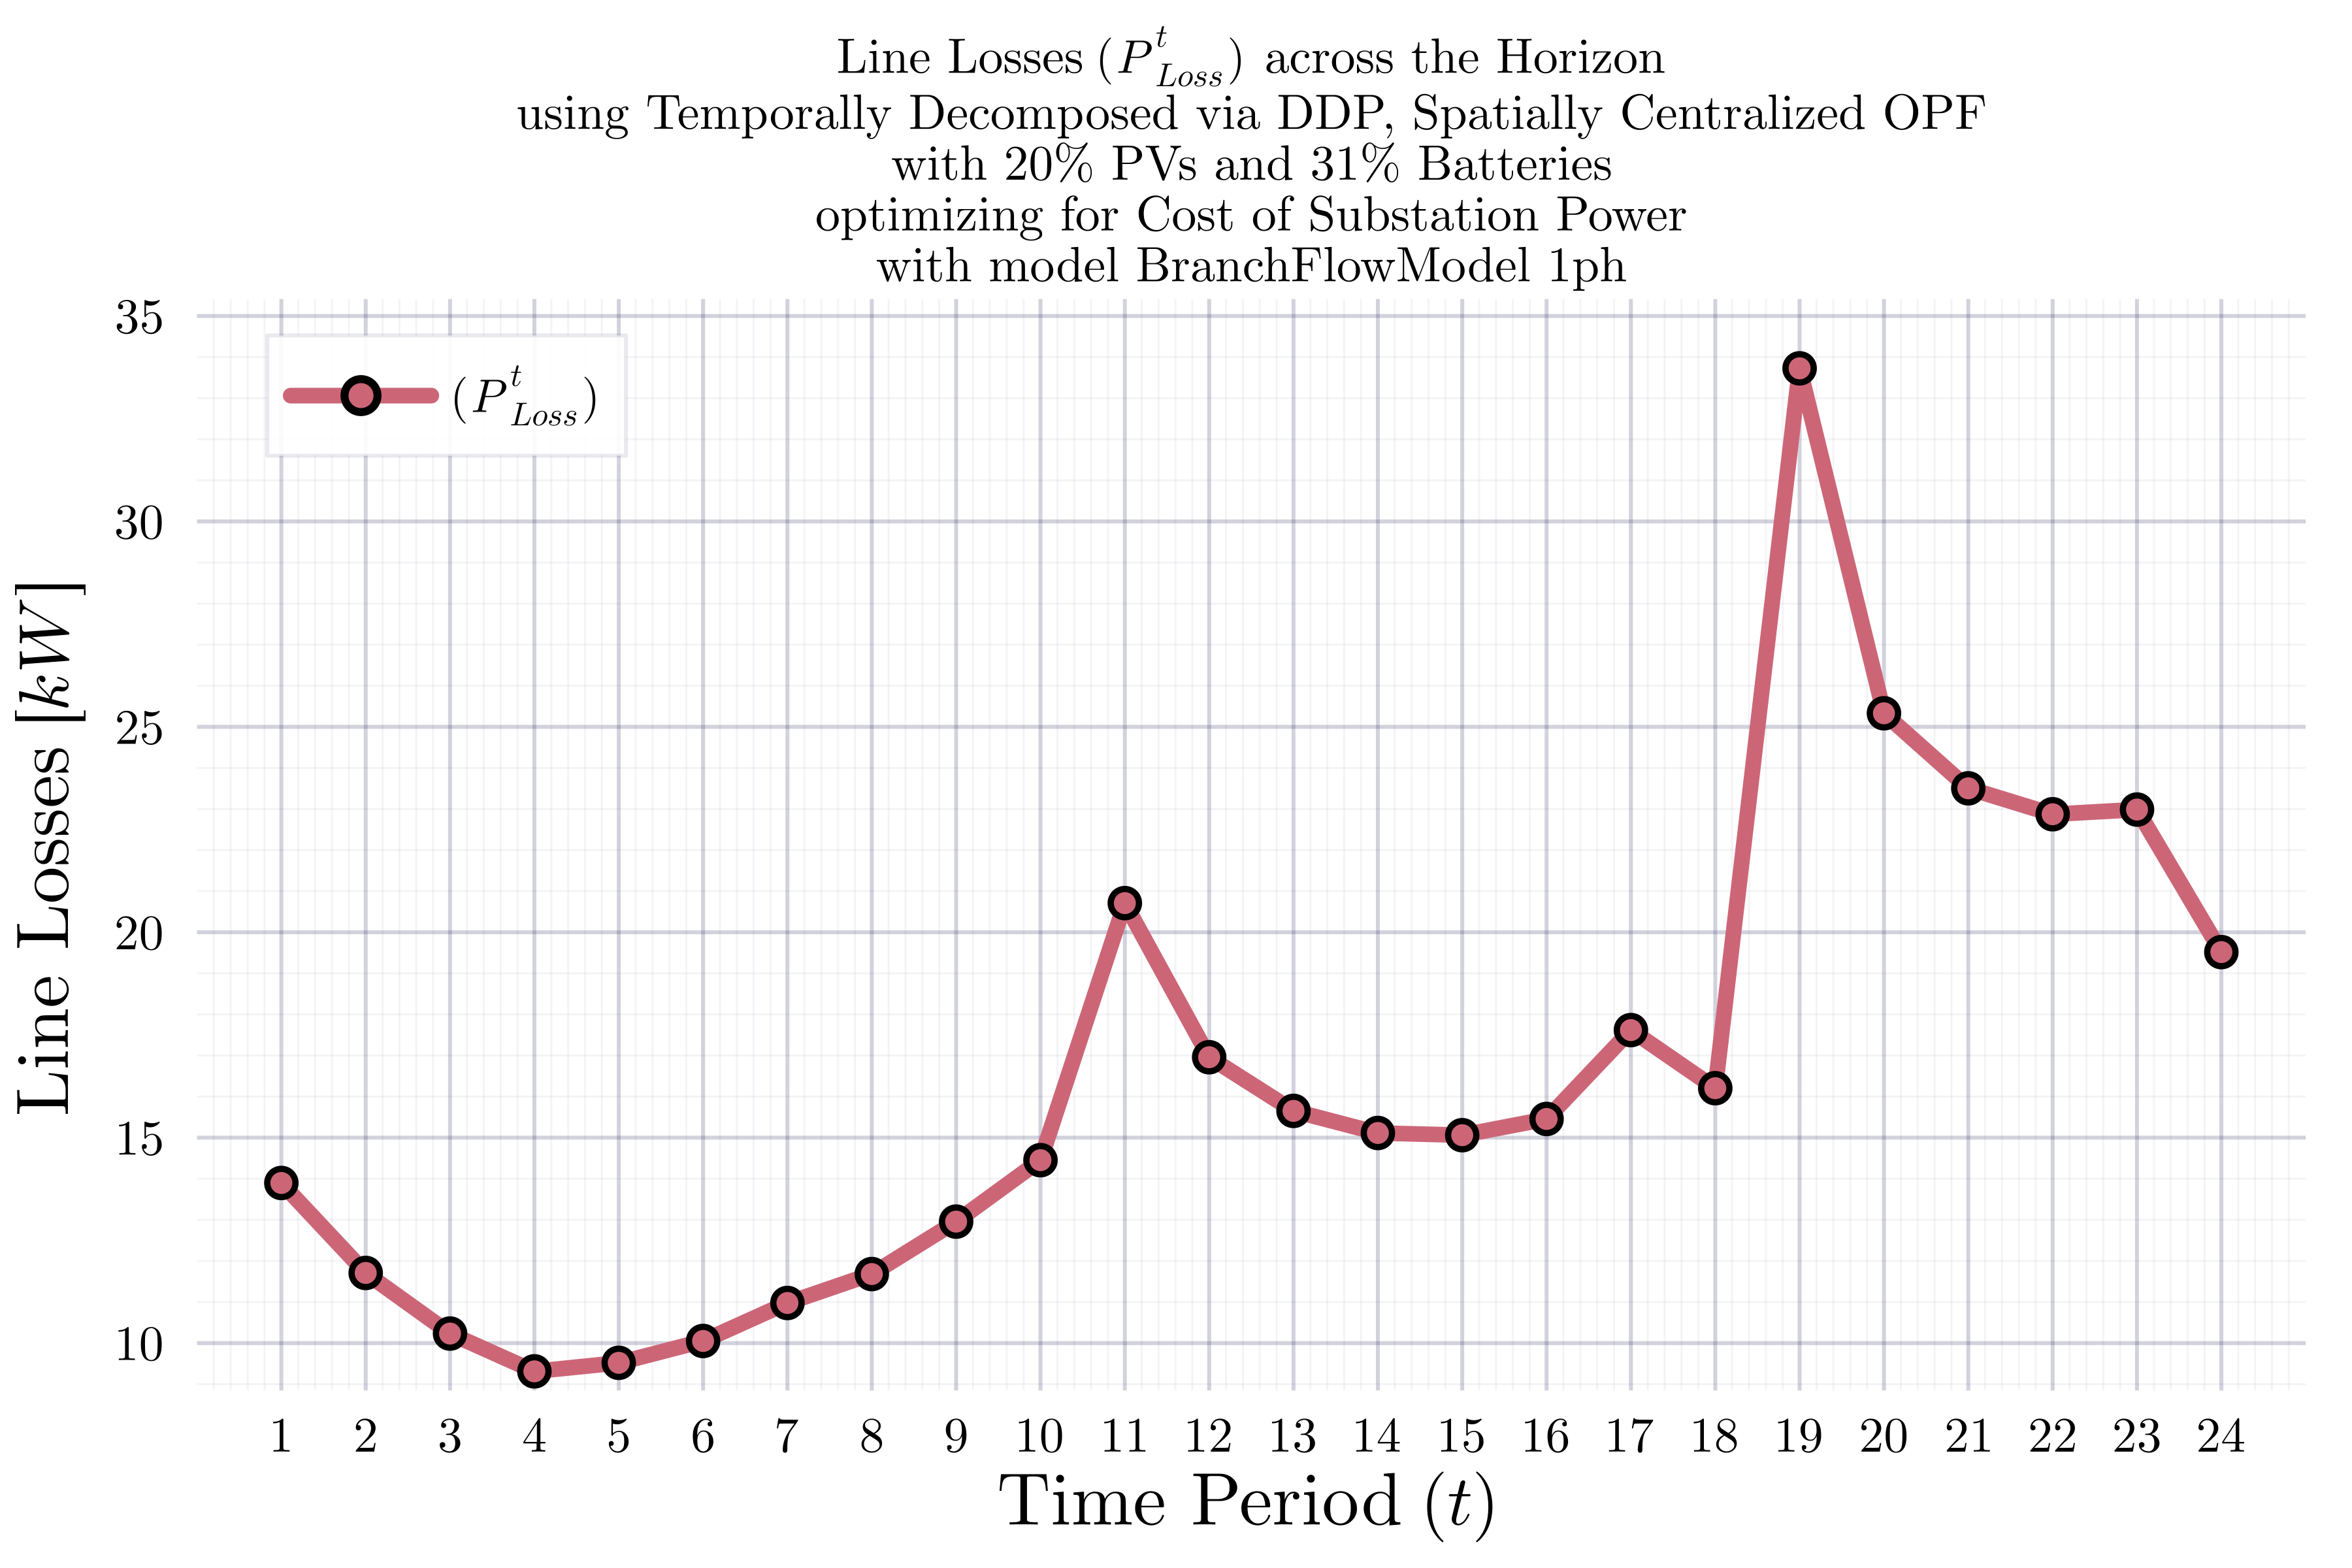 Line Losses (P^t_Loss) across the Horizon
using Temporally Decomposed via DDP, Spatially Centralized OPF
with 20% PVs and 31% Batteries
optimizing for Cost of Substation Power
with model BranchFlowModel 1ph
(P^t_Loss)
Line Losses [kW]
35
30
25
20
15
10
1 2 3 4 5 6 7 8 9 10 11 12 13 14 15 16 17 18 19 20 21 22 23 24
Time Period (t)